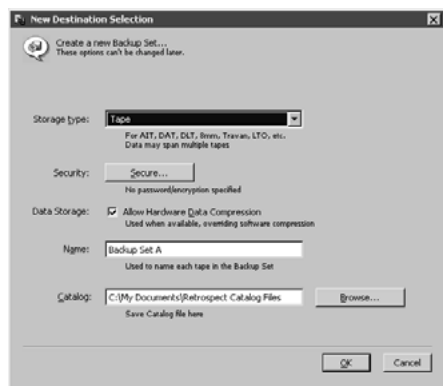 New Destination Selection
Create a new Backup Set...
These options can't be changed later.
Storage type: Tape
For AIT, DAT, DLT, 8mm, Travan, LTO, etc.
Data may span multiple tapes
Security: Secure...
No password/encryption specified
Data Storage: Allow Hardware Data Compression
Used when available, overriding software compression
Name: Backup Set A
Used to name each tape in the Backup Set
Catalog: C:\My Documents\Retrospect Catalog Files Browse...
Save Catalog file here
OK Cancel